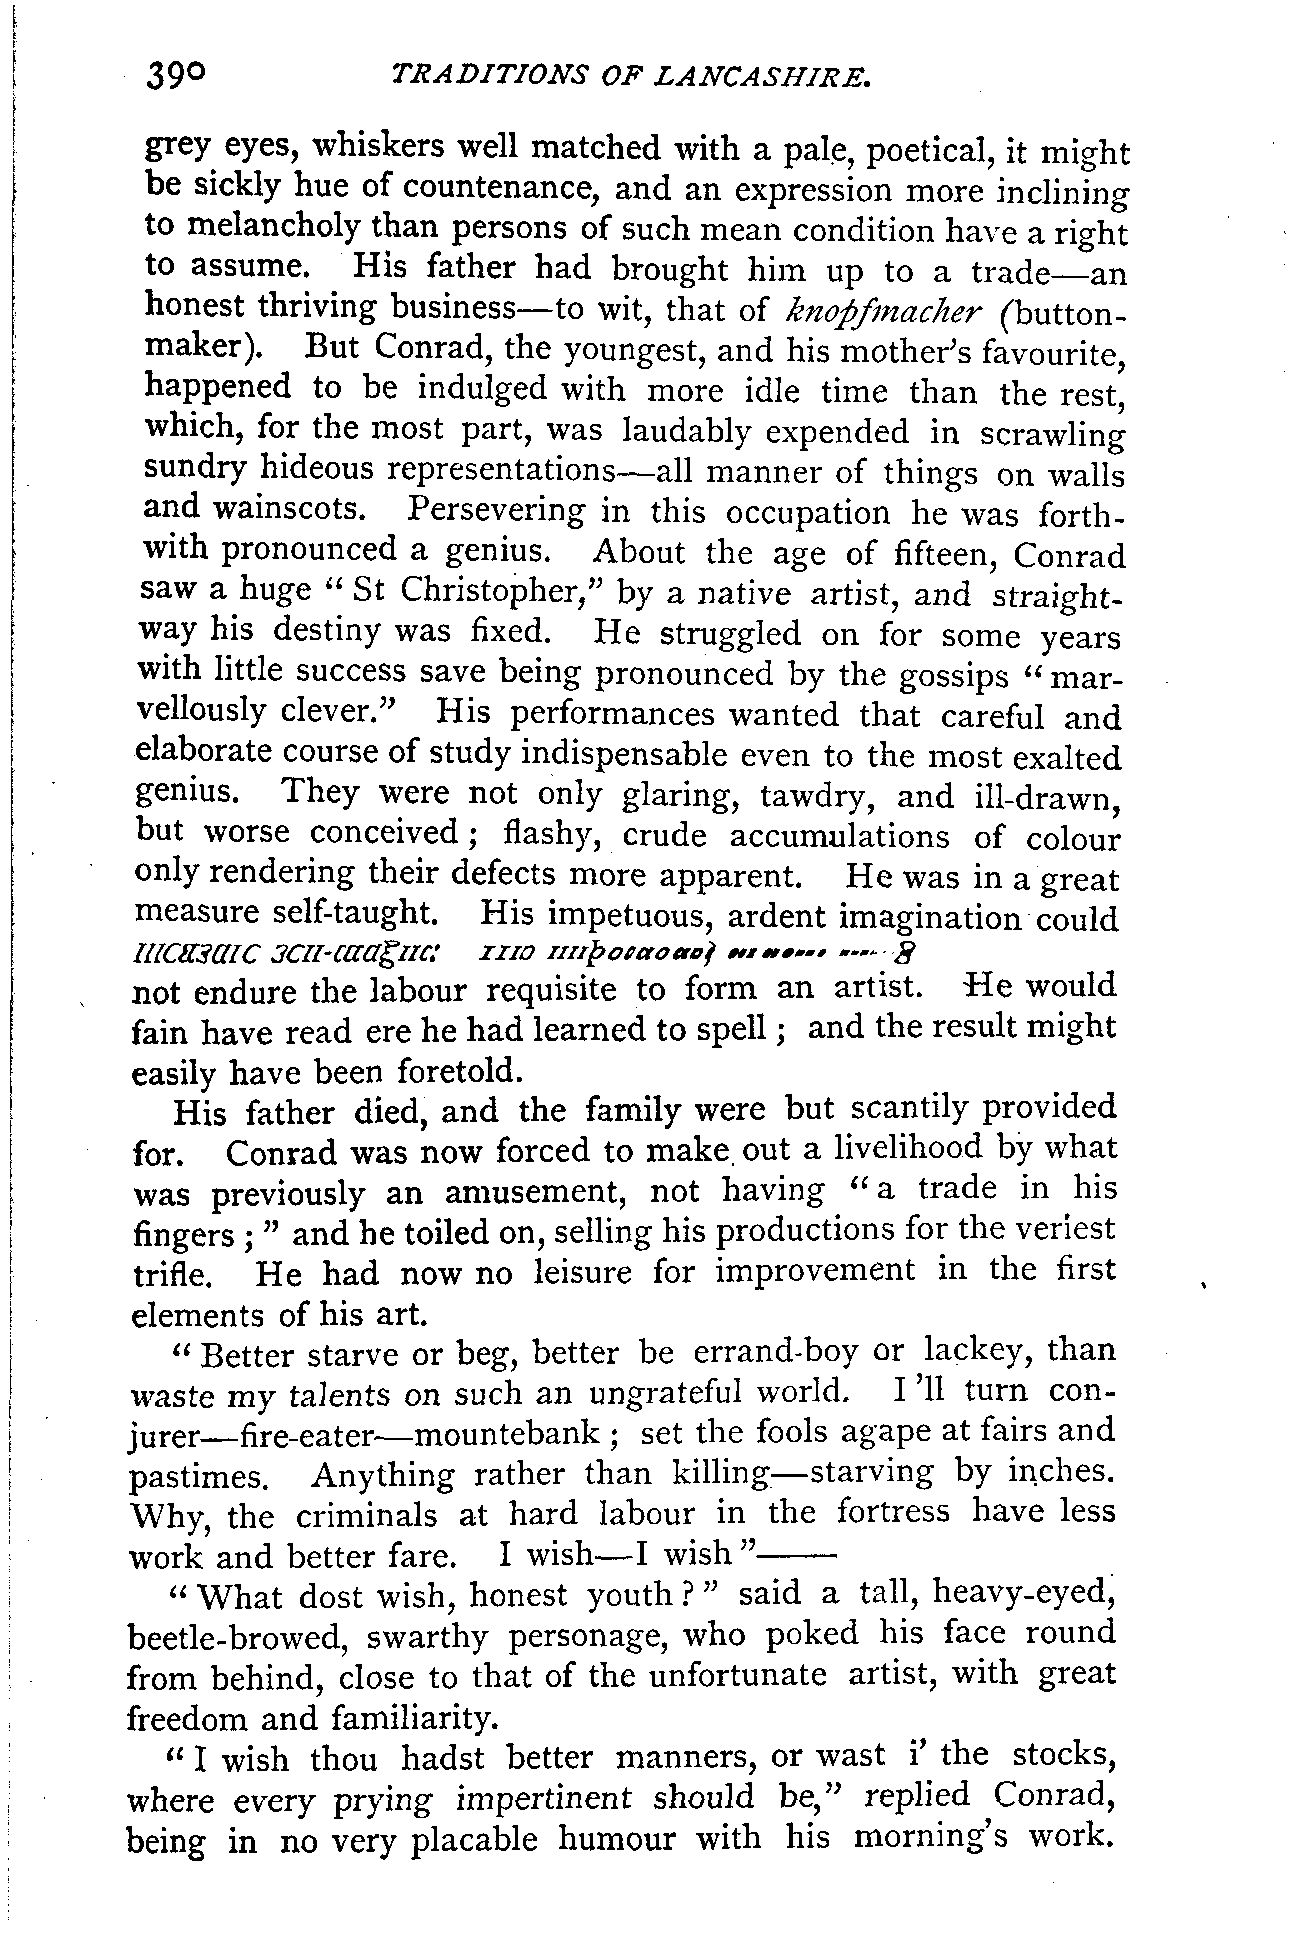 390 TRADITIONS OF LANCASHIRE.
grey eyes, whiskers well matched with a pale, poetical, it might
be sickly hue of countenance, and an expression more inclining
to melancholy than persons of such mean condition have a right
to assume. His father had brought him up to a trade—an
honest thriving business—to wit, that of knopfmacher (button-
maker). But Conrad, the youngest, and his mother's favourite,
happened to be indulged with more idle time than the rest,
which, for the most part, was laudably expended in scrawling
sundry hideous representations—all manner of things on walls
and wainscots. Persevering in this occupation he was forth-
with pronounced a genius. About the age of fifteen, Conrad
saw a huge “ St Christopher,” by a native artist, and straight-
way his destiny was fixed. He struggled on for some years
with little success save being pronounced by the gossips “ mar-
vellously clever.” His performances wanted that careful and
elaborate course of study indispensable even to the most exalted
genius. They were not only glaring, tawdry, and ill-drawn,
but worse conceived ; flashy, crude accumulations of colour
only rendering their defects more apparent. He was in a great
measure self-taught. His impetuous, ardent imagination could
not endure the labour requisite to form an artist. He would
fain have read ere he had learned to spell ; and the result might
easily have been foretold.
His father died, and the family were but scantily provided
for. Conrad was now forced to make out a livelihood by what
was previously an amusement, not having “ a trade in his
fingers ; ” and he toiled on, selling his productions for the veriest
trifle. He had now no leisure for improvement in the first
elements of his art.
“ Better starve or beg, better be errand-boy or lackey, than
waste my talents on such an ungrateful world. I 'll turn con-
jurer—fire-eater—mountebank ; set the fools agape at fairs and
pastimes. Anything rather than killing—starving by inches.
Why, the criminals at hard labour in the fortress have less
work and better fare. I wish—I wish ”——
“ What dost wish, honest youth ? ” said a tall, heavy-eyed,
beetle-browed, swarthy personage, who poked his face round
from behind, close to that of the unfortunate artist, with great
freedom and familiarity.
“ I wish thou hadst better manners, or wast i' the stocks,
where every prying impertinent should be,” replied Conrad,
being in no very placable humour with his morning's work.